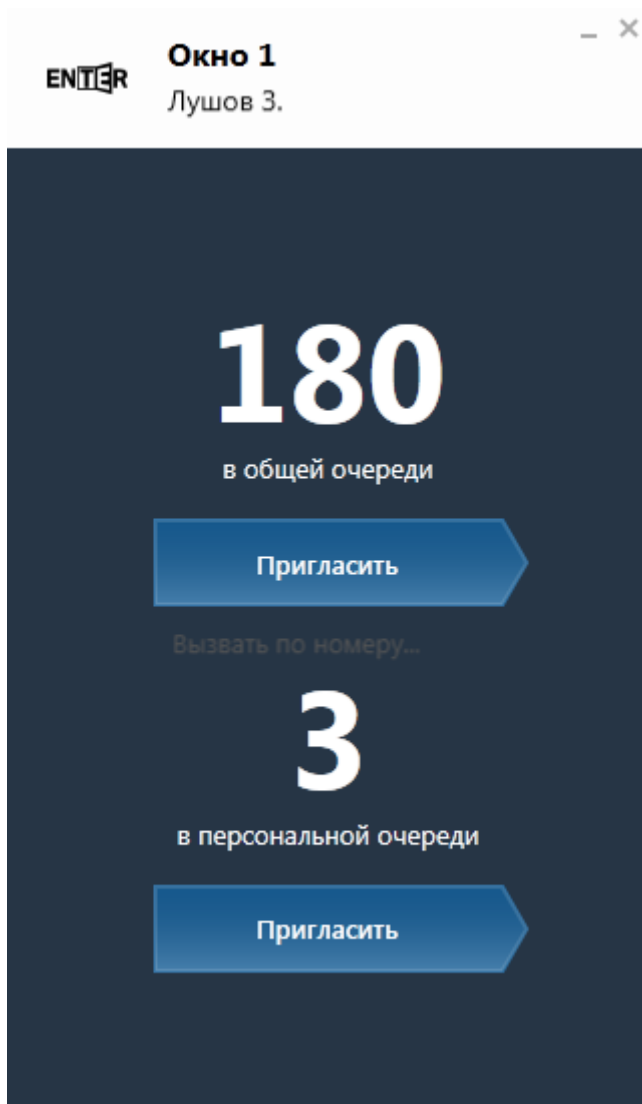 ENTER
Окно 1
Лушов З.
180
в общей очереди
Пригласить
Вызвать по номеру...
3
в персональной очереди
Пригласить